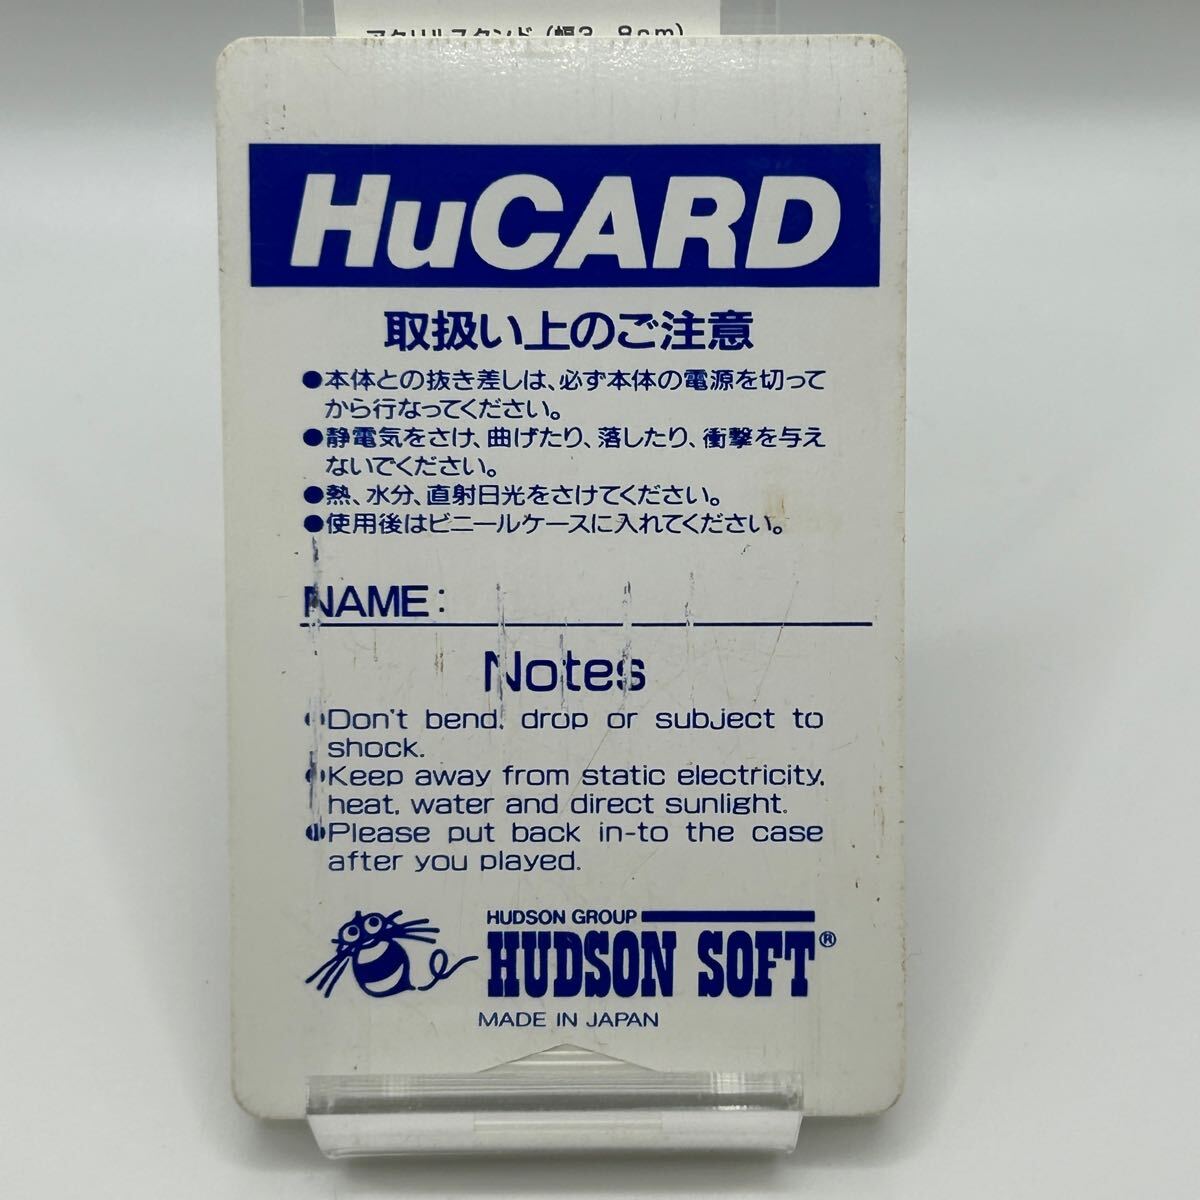 アクリルスタンド(幅3.8cm)
HuCARD
取扱い上のご注意
●本体との抜き差しは、必ず本体の電源を切って
から行なってください。
●静電気をさけ、曲げたり、落したり、衝撃を与え
ないでください。
●熱、水分、直射日光をさけてください。
●使用後はビニールケースに入れてください。
NAME:
Notes
●Don't bend, drop or subject to
shock.
●Keep away from static electricity,
heat, water and direct sunlight.
●Please put back in-to the case
after you played.
HUDSON GROUP
HUDSON SOFT®
MADE IN JAPAN